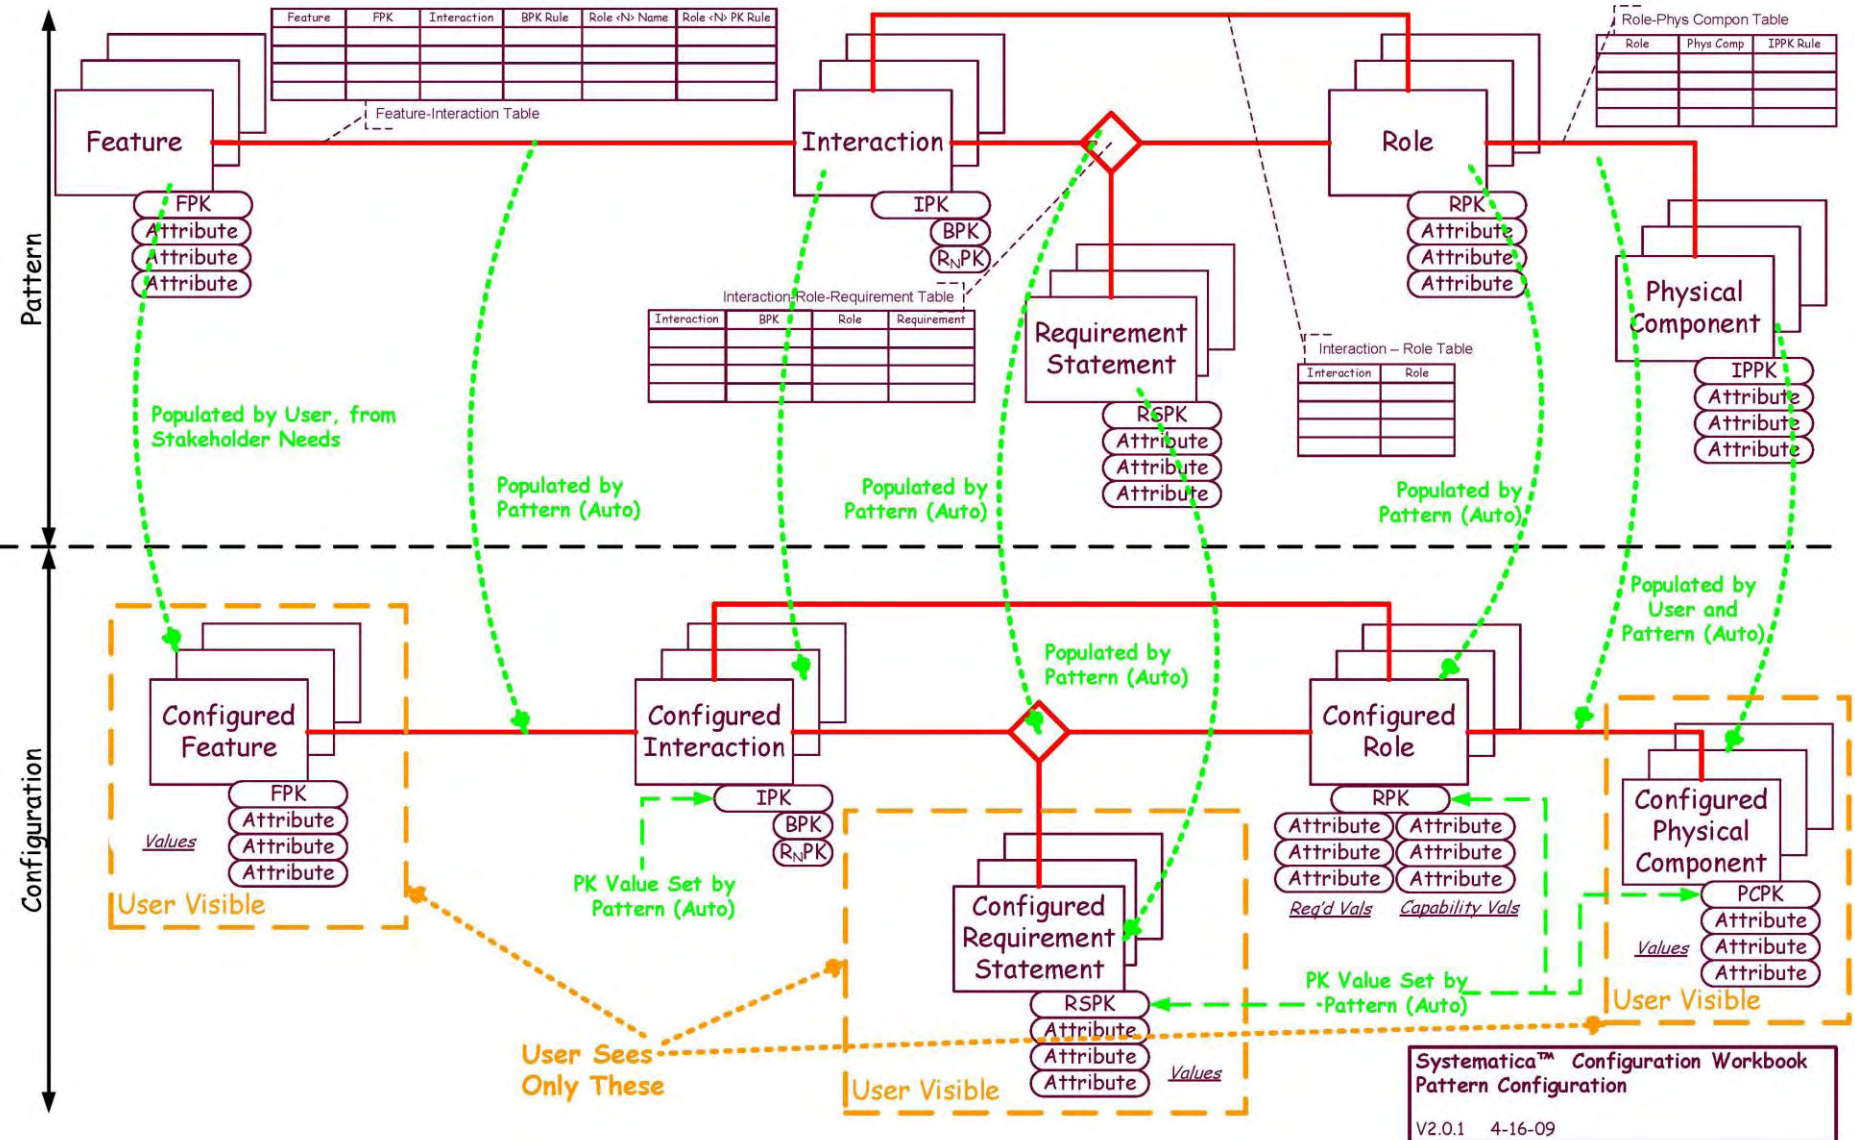 Feature FPK Interaction BPK Rule Role <N> Name Role <N> PK Rule
Feature-Interaction Table
Role-Phys Compon Table
Role Phys Comp IPPK Rule
Feature
FPK
Attribute
Attribute
Attribute
Interaction
IPK
BPK
RNPK
Role
RPK
Attribute
Attribute
Attribute
Physical
Component
IPPK
Attribute
Attribute
Attribute
Interaction-Role-Requirement Table
Interaction BPK Role Requirement
Requirement
Statement
RSPK
Attribute
Attribute
Attribute
Interaction – Role Table
Interaction Role
Pattern
Populated by User, from
Stakeholder Needs
Populated by
Pattern (Auto)
Populated by
Pattern (Auto)
Populated by
Pattern (Auto)
Populated by
User and
Pattern (Auto)
Populated by
Pattern (Auto)
Configuration
Configured
Feature
FPK
Attribute
Attribute
Attribute
Values
User Visible
Configured
Interaction
IPK
BPK
RNPK
PK Value Set by
Pattern (Auto)
Configured
Requirement
Statement
RSPK
Attribute
Attribute
Attribute
Values
User Visible
Configured
Role
RPK
Attribute Attribute
Attribute Attribute
Attribute Attribute
Req'd Vals Capability Vals
PK Value Set by
Pattern (Auto)
Configured
Physical
Component
PCPK
Attribute
Attribute
Attribute
Values
User Visible
User Sees
Only These
Systematica™ Configuration Workbook
Pattern Configuration
V2.0.1 4-16-09